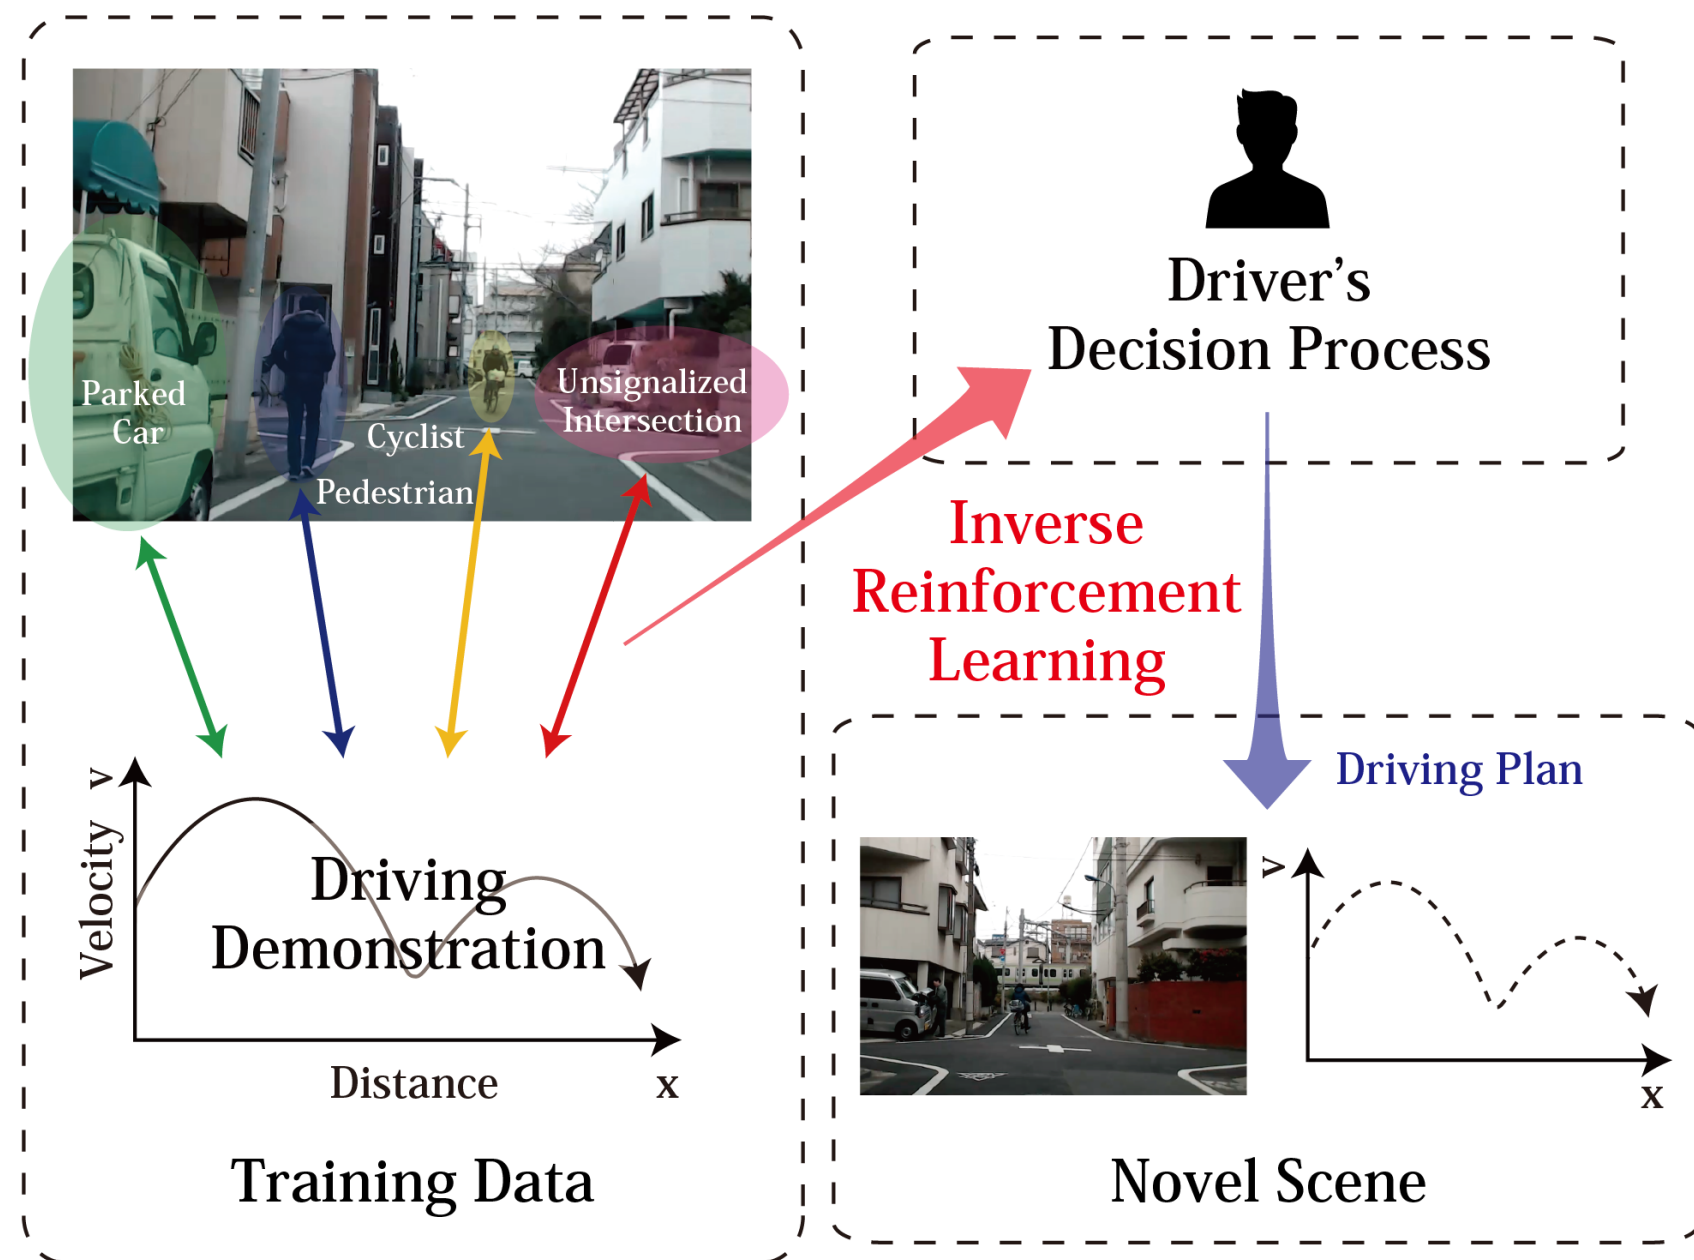 Parked
Car
Cyclist
Pedestrian
Unsignalized
Intersection
Velocity v
Driving
Demonstration
Distance x
Training Data
Driver’s
Decision Process
Inverse
Reinforcement
Learning
Driving Plan
v
x
Novel Scene